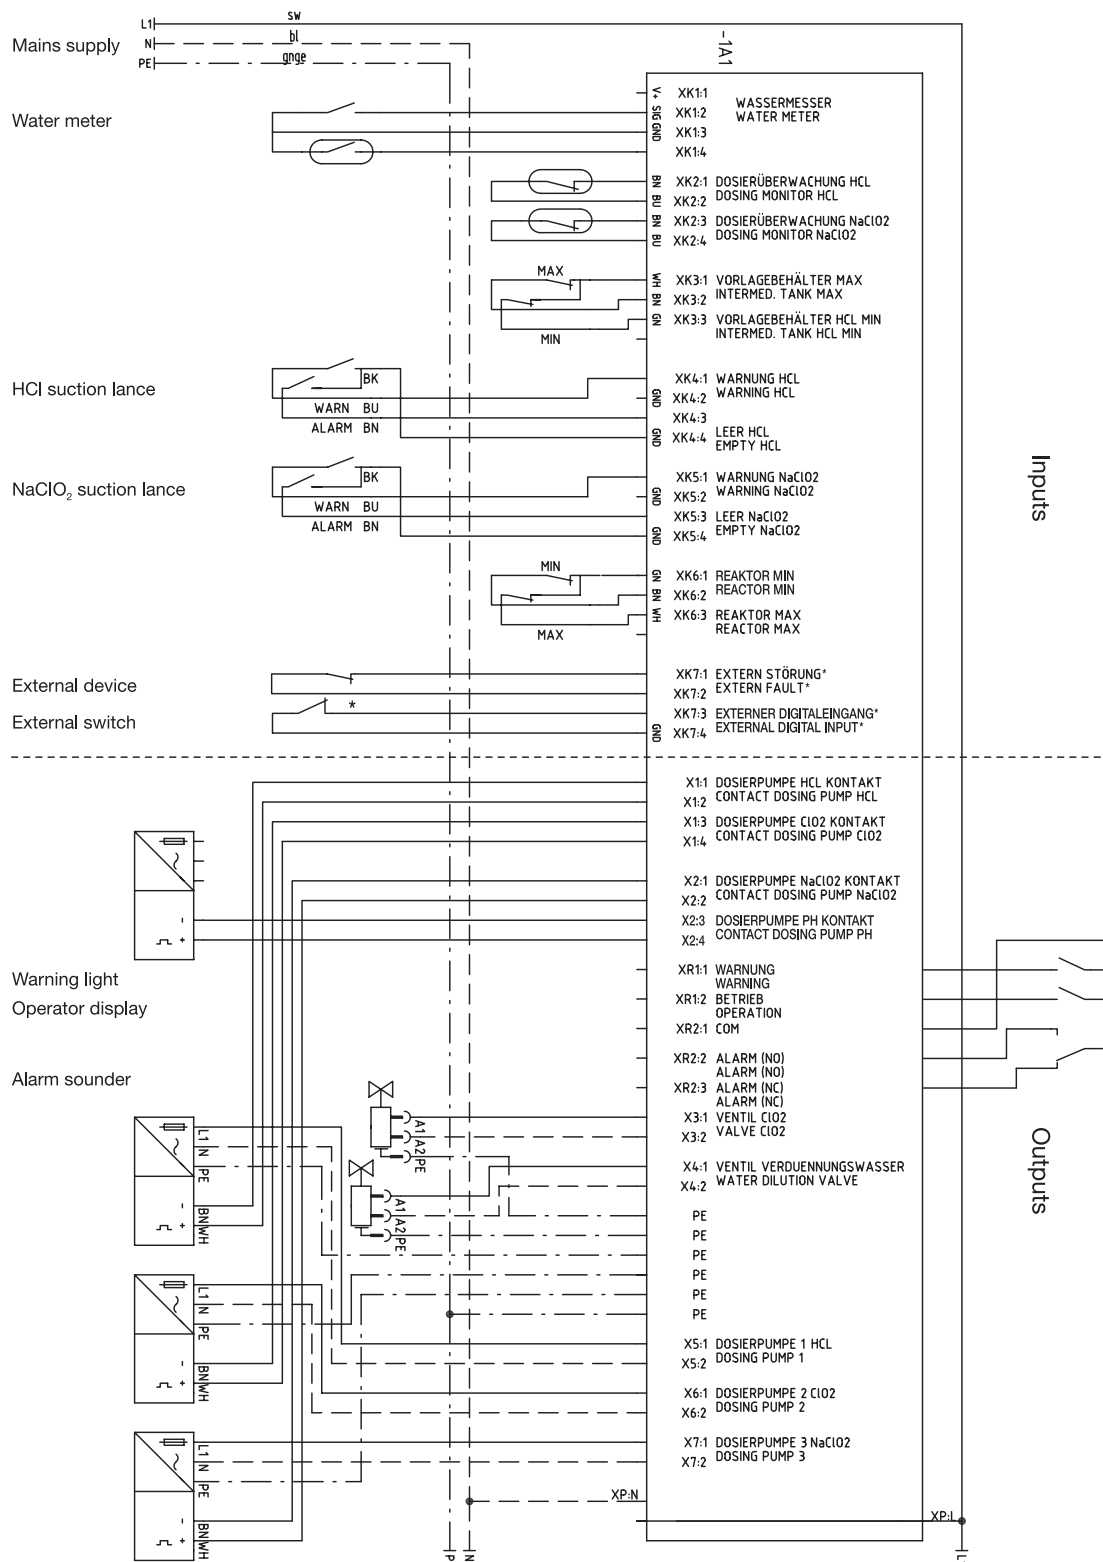 L1 sw
Mains supply N bl
PE gnge
-1A1
V+ XK1:1 WASSERMESSER
Water meter SIG XK1:2 WATER METER
GND XK1:3
XK1:4
BN XK2:1 DOSIERÜBERWACHUNG HCL
BU XK2:2 DOSING MONITOR HCL
BN XK2:3 DOSIERÜBERWACHUNG NaClO2
BU XK2:4 DOSING MONITOR NaClO2
MAX WH XK3:1 VORLAGEBEHÄLTER MAX
BN XK3:2 INTERMED. TANK MAX
GN XK3:3 VORLAGEBEHÄLTER HCL MIN
MIN INTERMED. TANK HCL MIN
HCl suction lance BK XK4:1 WARNUNG HCL
GND XK4:2 WARNING HCL
WARN BU XK4:3
ALARM BN GND XK4:4 LEER HCL
EMPTY HCL
Inputs
NaClO₂ suction lance BK XK5:1 WARNUNG NaClO2
GND XK5:2 WARNING NaClO2
WARN BU XK5:3 LEER NaClO2
ALARM BN GND XK5:4 EMPTY NaClO2
MIN GN XK6:1 REAKTOR MIN
BN XK6:2 REACTOR MIN
WH XK6:3 REAKTOR MAX
MAX REACTOR MAX
External device XK7:1 EXTERN STÖRUNG*
XK7:2 EXTERN FAULT*
External switch * XK7:3 EXTERNER DIGITALEINGANG*
GND XK7:4 EXTERNAL DIGITAL INPUT*
X1:1 DOSIERPUMPE HCL KONTAKT
X1:2 CONTACT DOSING PUMP HCL
X1:3 DOSIERPUMPE ClO2 KONTAKT
X1:4 CONTACT DOSING PUMP ClO2
X2:1 DOSIERPUMPE NaClO2 KONTAKT
X2:2 CONTACT DOSING PUMP NaClO2
- X2:3 DOSIERPUMPE PH KONTAKT
+ X2:4 CONTACT DOSING PUMP PH
Warning light XR1:1 WARNUNG
WARNING
Operator display XR1:2 BETRIEB
OPERATION
XR2:1 COM
XR2:2 ALARM (NO)
ALARM (NO)
Alarm sounder XR2:3 ALARM (NC)
ALARM (NC)
A1 A2 PE X3:1 VENTIL ClO2
X3:2 VALVE ClO2
Outputs
L1 N PE
A1 A2 PE X4:1 VENTIL VERDUENNUNGSWASSER
X4:2 WATER DILUTION VALVE
- + BN WH
PE
PE
PE
PE
PE
PE
L1 N PE
X5:1 DOSIERPUMPE 1 HCL
X5:2 DOSING PUMP 1
- + BN WH
X6:1 DOSIERPUMPE 2 ClO2
X6:2 DOSING PUMP 2
L1 N PE
X7:1 DOSIERPUMPE 3 NaClO2
X7:2 DOSING PUMP 3
XP:N
XP:L
- + BN WH
P N L